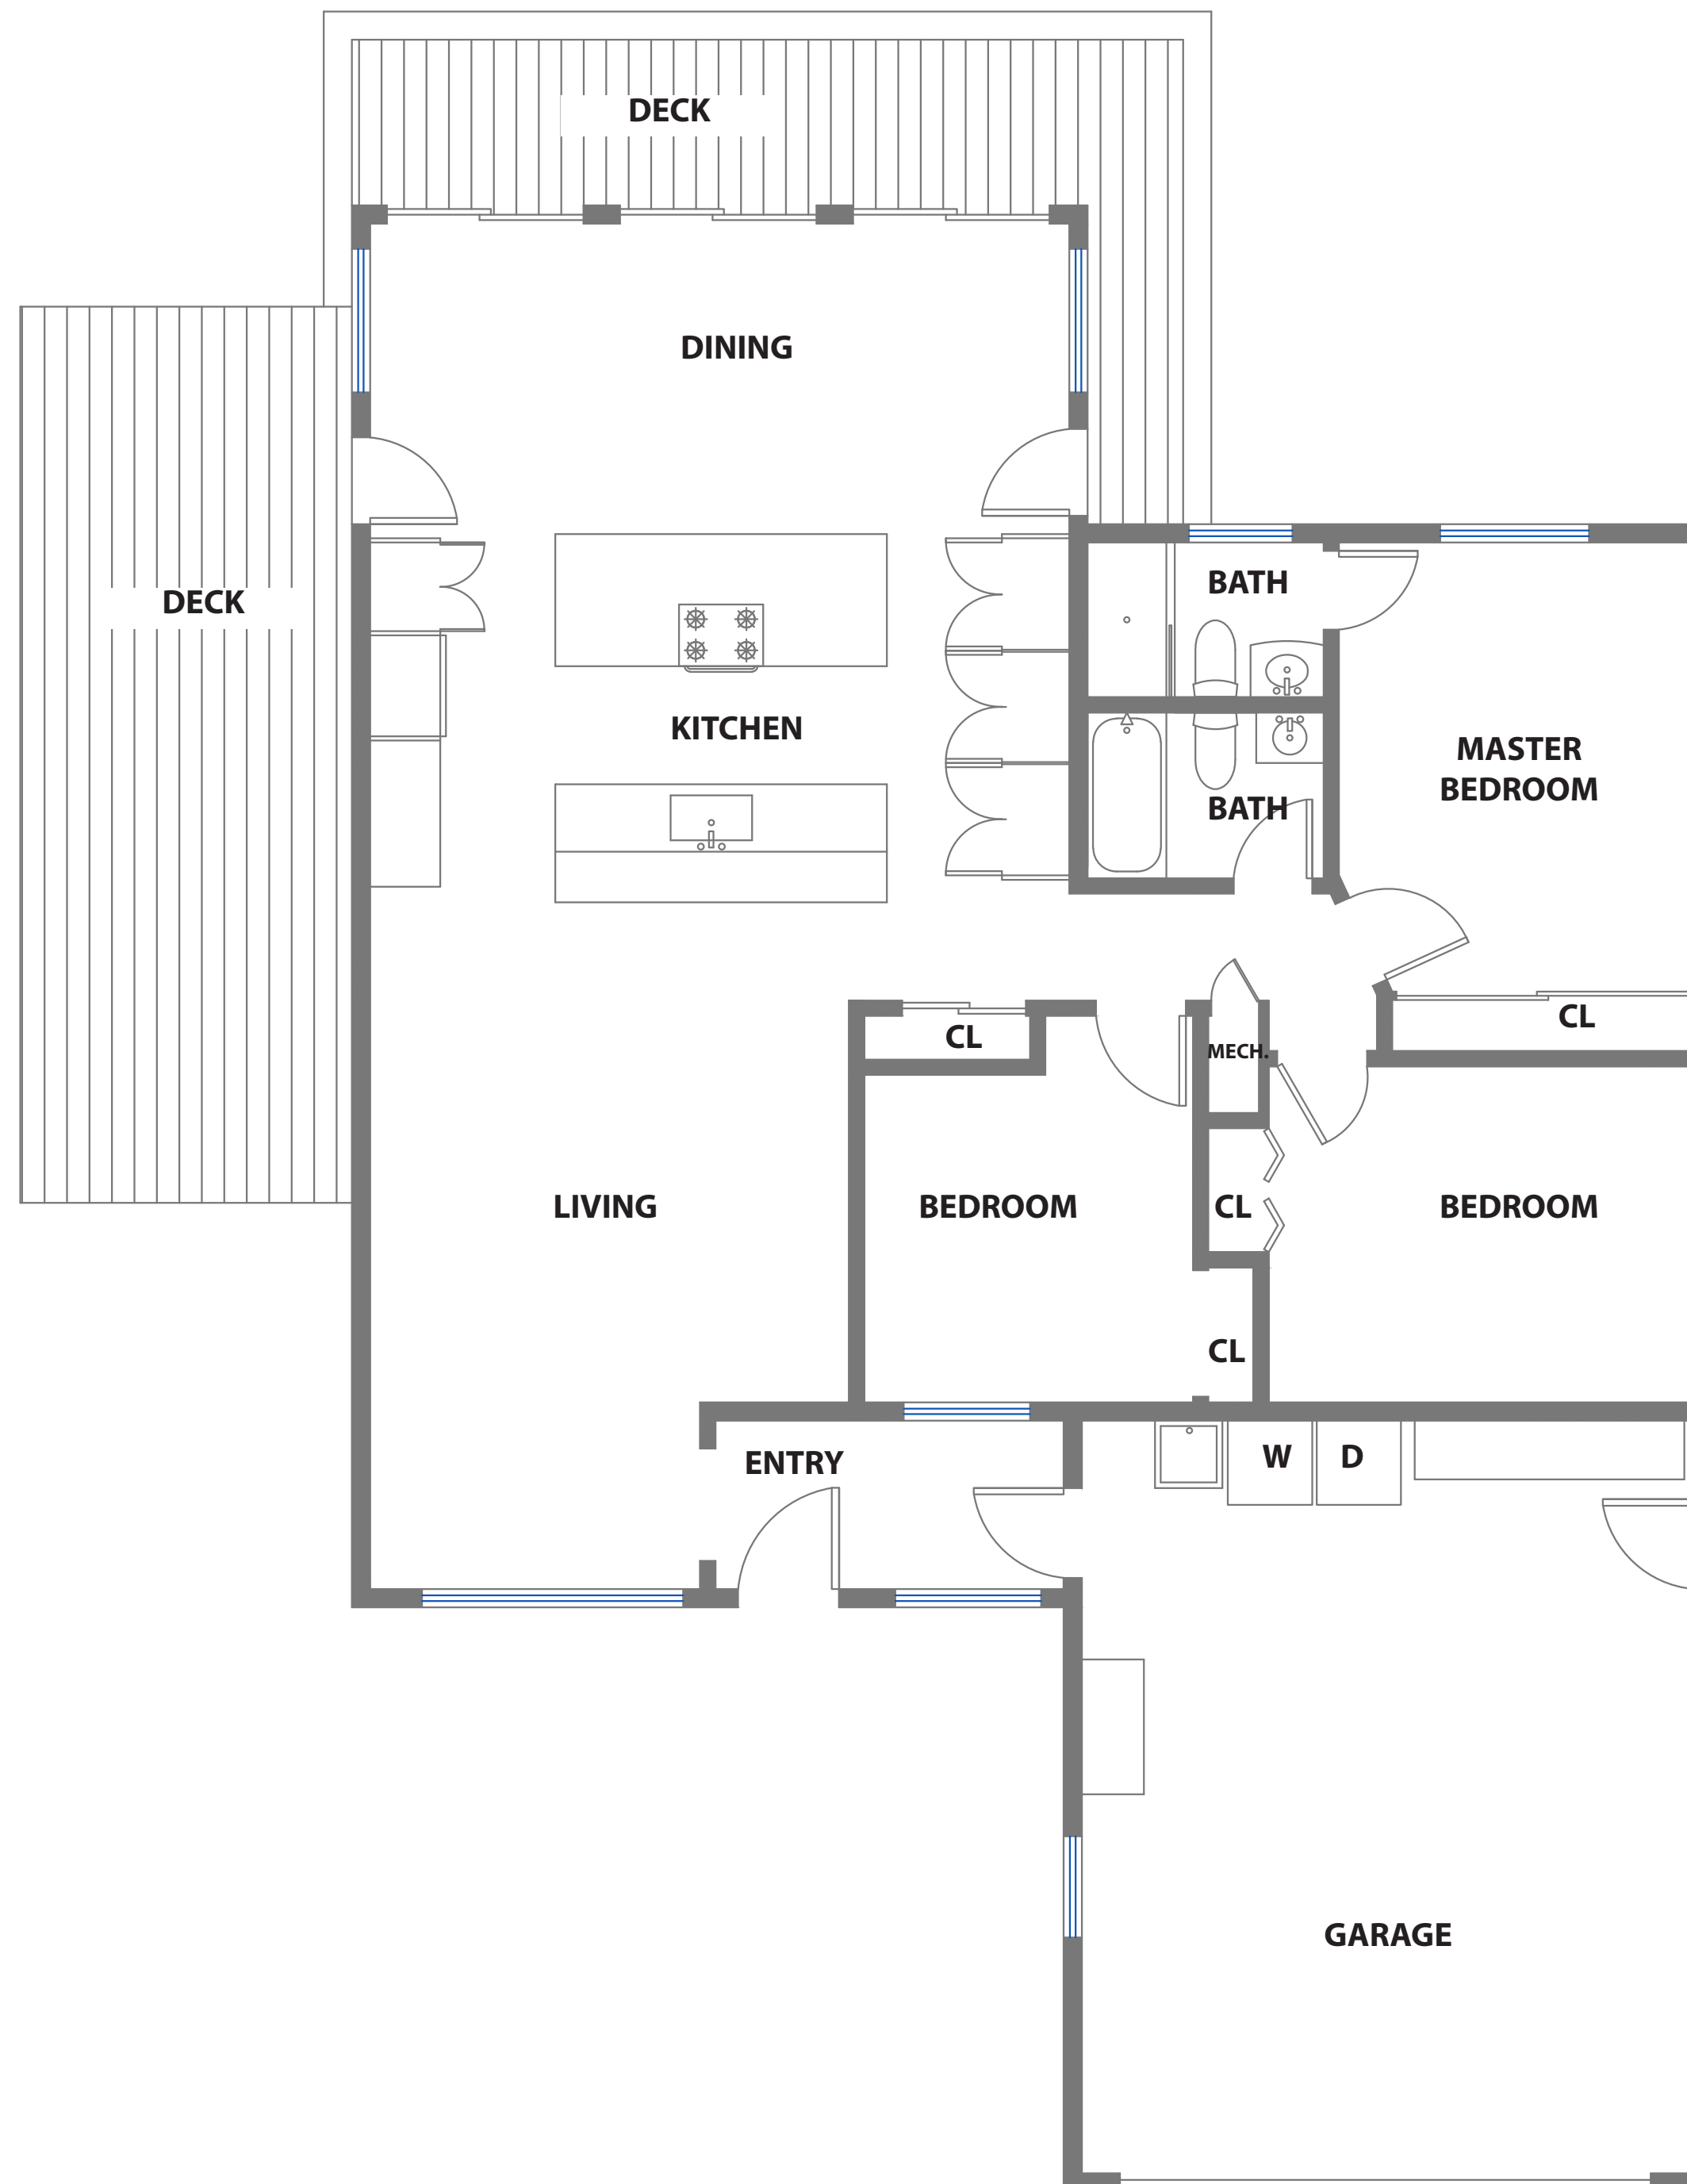 DECK
DINING
BATH
DECK
KITCHEN
MASTER
BEDROOM
BATH
CL
CL
MECH.
LIVING
BEDROOM
CL
BEDROOM
CL
ENTRY
W
D
GARAGE